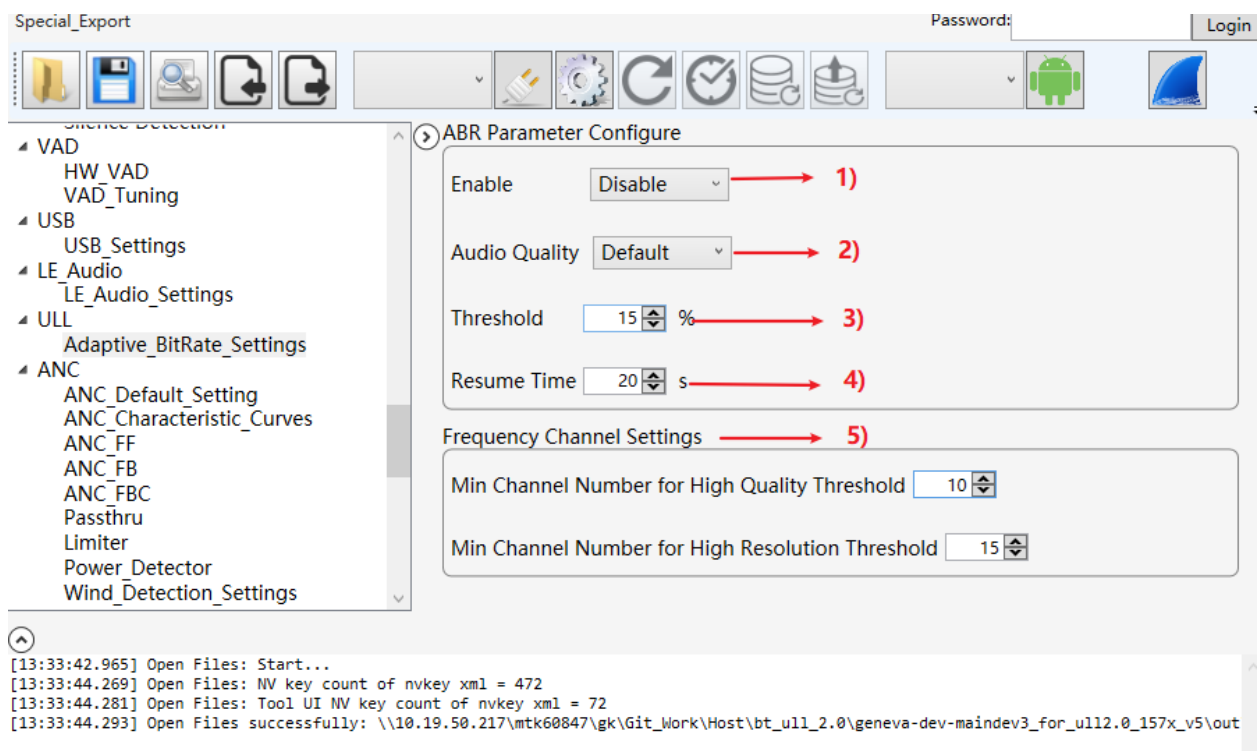 Special_Export
Password:
Login
Silence Detection
VAD
HW_VAD
VAD_Tuning
USB
USB_Settings
LE_Audio
LE_Audio_Settings
ULL
Adaptive_BitRate_Settings
ANC
ANC_Default_Setting
ANC_Characteristic_Curves
ANC_FF
ANC_FB
ANC_FBC
Passthru
Limiter
Power_Detector
Wind_Detection_Settings
ABR Parameter Configure
Enable Disable 1)
Audio Quality Default 2)
Threshold 15 % 3)
Resume Time 20 s 4)
Frequency Channel Settings 5)
Min Channel Number for High Quality Threshold 10
Min Channel Number for High Resolution Threshold 15
[13:33:42.965] Open Files: Start...
[13:33:44.269] Open Files: NV key count of nvkey xml = 472
[13:33:44.281] Open Files: Tool UI NV key count of nvkey xml = 72
[13:33:44.293] Open Files successfully: \\10.19.50.217\mtk60847\gk\Git_Work\Host\bt_ull_2.0\geneva-dev-maindev3_for_ull2.0_157x_v5\out